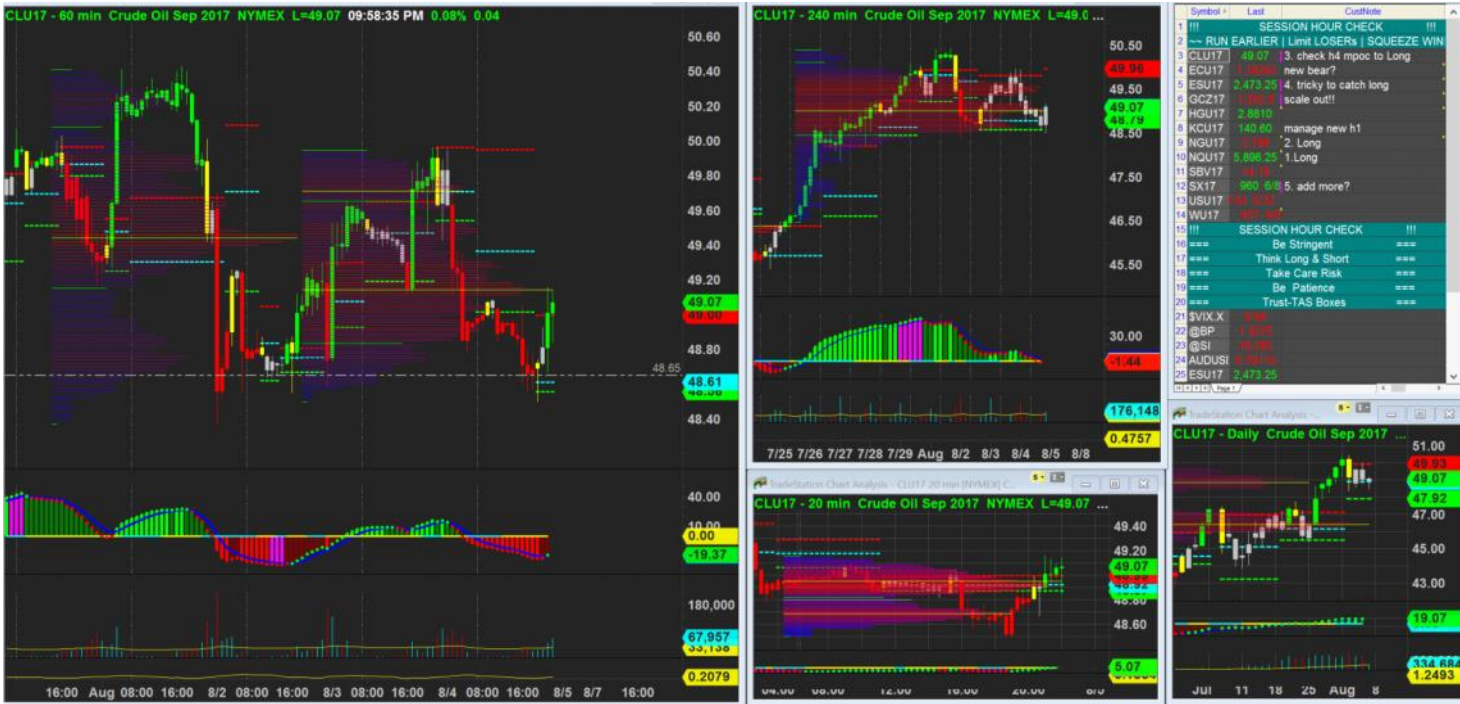 CLU17 - 60 min Crude Oil Sep 2017 NYMEX L=49.07 09:58:35 PM 0.08% 0.04
50.60
50.40
50.20
50.00
49.80
49.60
49.40
49.20
49.07
49.00
48.80
48.65
48.61
48.40
40.00
10.00
0.00
-19.37
180,000
67,957
33,138
0.2079
16:00 Aug 08:00 16:00 8/2 08:00 16:00 8/3 08:00 16:00 8/4 08:00 16:00 8/5 8/7 16:00
CLU17 - 240 min Crude Oil Sep 2017 NYMEX L=49.0 ...
50.50
49.96
49.50
49.07
48.79
48.50
47.50
46.50
45.50
30.00
-1.44
176,148
0.4757
7/25 7/26 7/27 7/28 7/29 Aug 8/2 8/3 8/4 8/5 8/8
TradeStation Chart Analysis - CLU17 20 min [NYMEX] C...
CLU17 - 20 min Crude Oil Sep 2017 NYMEX L=49.07 ...
49.40
49.20
49.07
48.92
48.80
48.60
5.07
04:00 08:00 12:00 16:00 20:00 8/5
Symbol Last CustNote
1 !!! SESSION HOUR CHECK !!!
2 ~~ RUN EARLIER | Limit LOSERs | SQUEEZE WIN
3 CLU17 49.07 3. check h4 mpoc to Long
4 ECU17 new bear?
5 ESU17 2,473.25 4. tricky to catch long
6 GCZ17 scale out!!
7 HGU17 2.8810
8 KCU17 140.60 manage new h1
9 NGU17 2. Long
10 NQU17 5,896.25 1.Long
11 SBV17
12 SX17 960 6/8 5. add more?
13 USU17
14 WU17
15 !!! SESSION HOUR CHECK !!!
16 === Be Stringent ===
17 === Think Long & Short ===
18 === Take Care Risk ===
19 === Be Patience ===
20 === Trust-TAS Boxes ===
21 $VIX.X
22 @BP
23 @SI
24 AUDUSI
25 ESU17 2,473.25
Page 1
TradeStation Chart Analysis -...
CLU17 - Daily Crude Oil Sep 2017 ...
51.00
49.93
49.07
47.92
47.00
45.00
43.00
19.07
334,684
1.2493
Jul 11 18 25 Aug 8